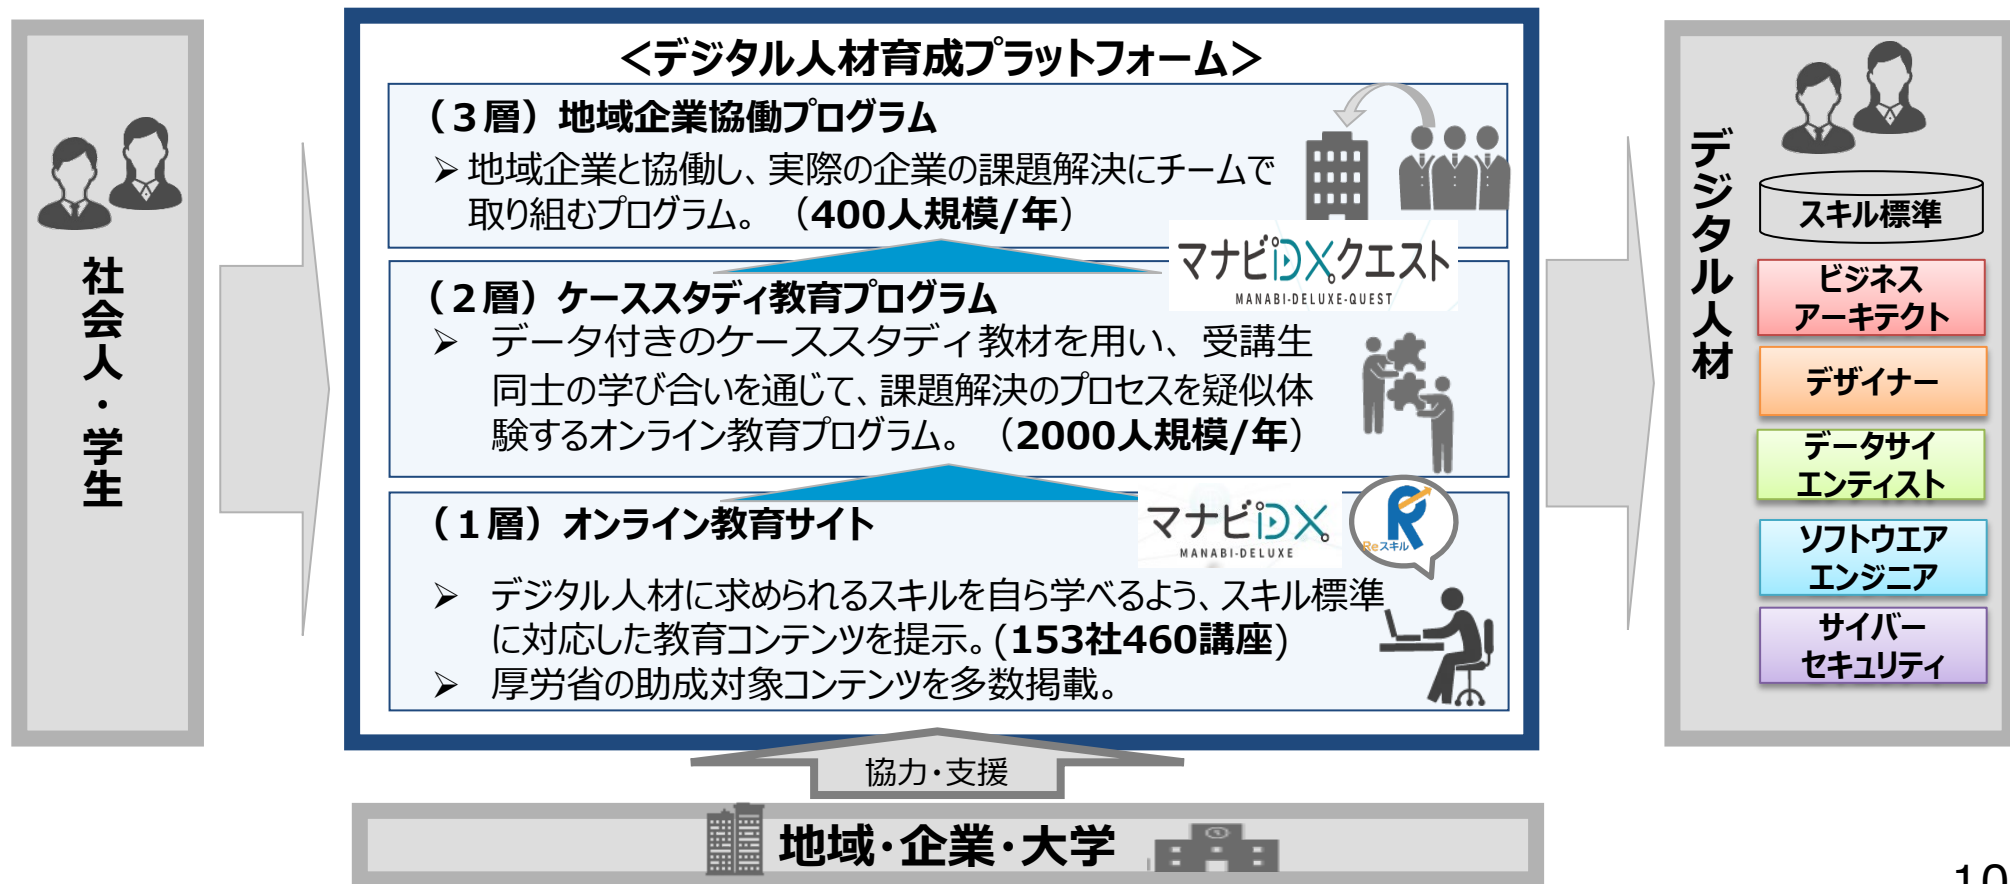 社会人・学生
＜デジタル人材育成プラットフォーム＞
（３層）地域企業協働プログラム
➢ 地域企業と協働し、実際の企業の課題解決にチームで
取り組むプログラム。（400人規模/年）
マナビDXクエスト
MANABI-DELUXE-QUEST
（２層）ケーススタディ教育プログラム
➢ データ付きのケーススタディ教材を用い、受講生
同士の学び合いを通じて、課題解決のプロセスを疑似体
験するオンライン教育プログラム。（2000人規模/年）
（１層）オンライン教育サイト
マナビDX
MANABI-DELUXE
Reスキル
➢ デジタル人材に求められるスキルを自ら学べるよう、スキル標準
に対応した教育コンテンツを提示。(153社460講座)
➢ 厚労省の助成対象コンテンツを多数掲載。
協力・支援
地域・企業・大学
デジタル人材
スキル標準
ビジネス
アーキテクト
デザイナー
データサイ
エンティスト
ソフトウエア
エンジニア
サイバー
セキュリティ
10